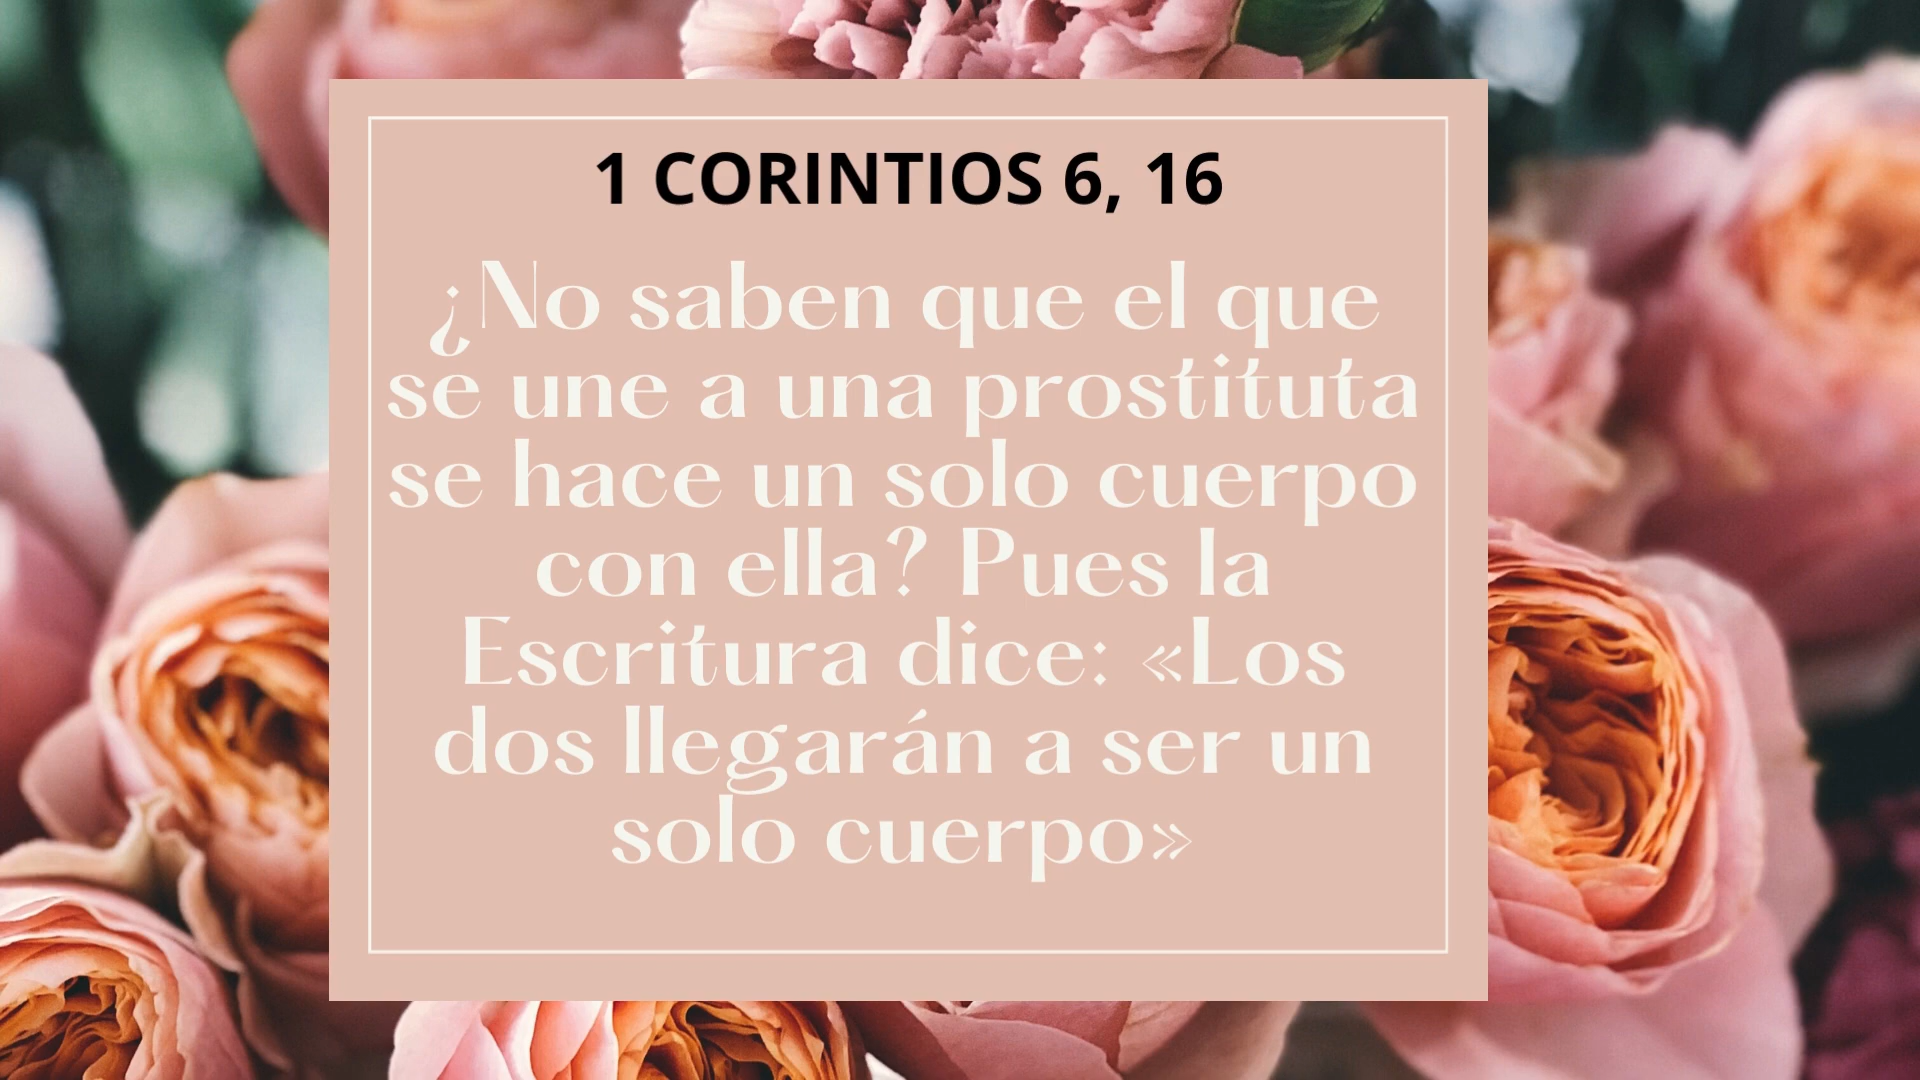 1 CORINTIOS 6, 16
¿No saben que el que
se une a una prostituta
se hace un solo cuerpo
con ella? Pues la
Escritura dice: «Los
dos llegarán a ser un
solo cuerpo»